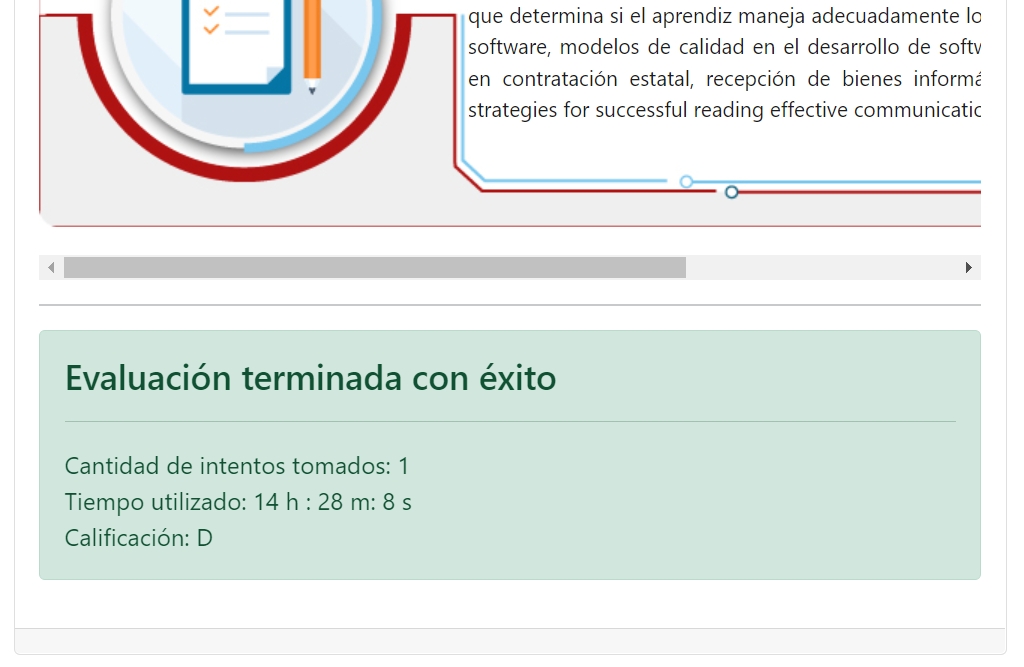 que determina si el aprendiz maneja adecuadamente lo
software, modelos de calidad en el desarrollo de softw
en contratación estatal, recepción de bienes informá
strategies for successful reading effective communicatic
Evaluación terminada con éxito
Cantidad de intentos tomados: 1
Tiempo utilizado: 14 h : 28 m: 8 s
Calificación: D